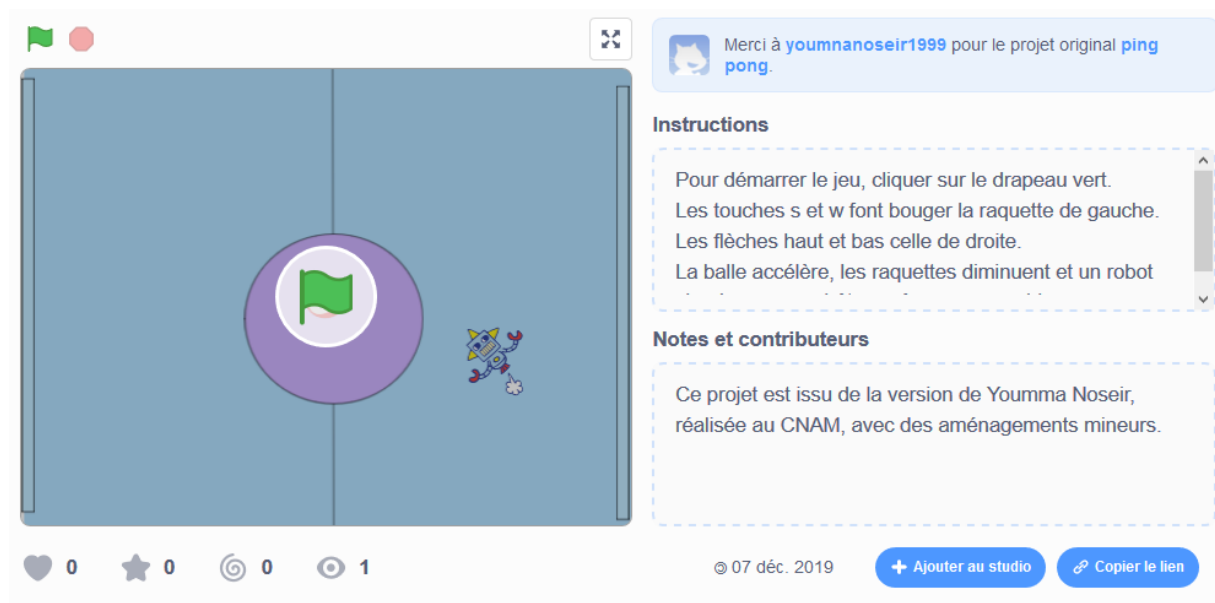 Merci à youmnanoseir1999 pour le projet original ping
pong.
Instructions
Pour démarrer le jeu, cliquer sur le drapeau vert.
Les touches s et w font bouger la raquette de gauche.
Les flèches haut et bas celle de droite.
La balle accélère, les raquettes diminuent et un robot
Notes et contributeurs
Ce projet est issu de la version de Youmma Noseir,
réalisée au CNAM, avec des aménagements mineurs.
0 0 0 1
© 07 déc. 2019
Ajouter au studio
Copier le lien